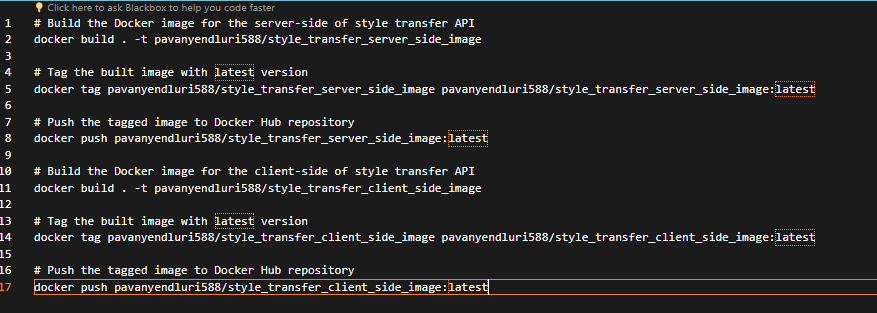 Click here to ask Blackbox to help you code faster
1 # Build the Docker image for the server-side of style transfer API
2 docker build . -t pavanyendluri588/style_transfer_server_side_image
3
4 # Tag the built image with latest version
5 docker tag pavanyendluri588/style_transfer_server_side_image pavanyendluri588/style_transfer_server_side_image:latest
6
7 # Push the tagged image to Docker Hub repository
8 docker push pavanyendluri588/style_transfer_server_side_image:latest
9
10 # Build the Docker image for the client-side of style transfer API
11 docker build . -t pavanyendluri588/style_transfer_client_side_image
12
13 # Tag the built image with latest version
14 docker tag pavanyendluri588/style_transfer_client_side_image pavanyendluri588/style_transfer_client_side_image:latest
15
16 # Push the tagged image to Docker Hub repository
17 docker push pavanyendluri588/style_transfer_client_side_image:latest